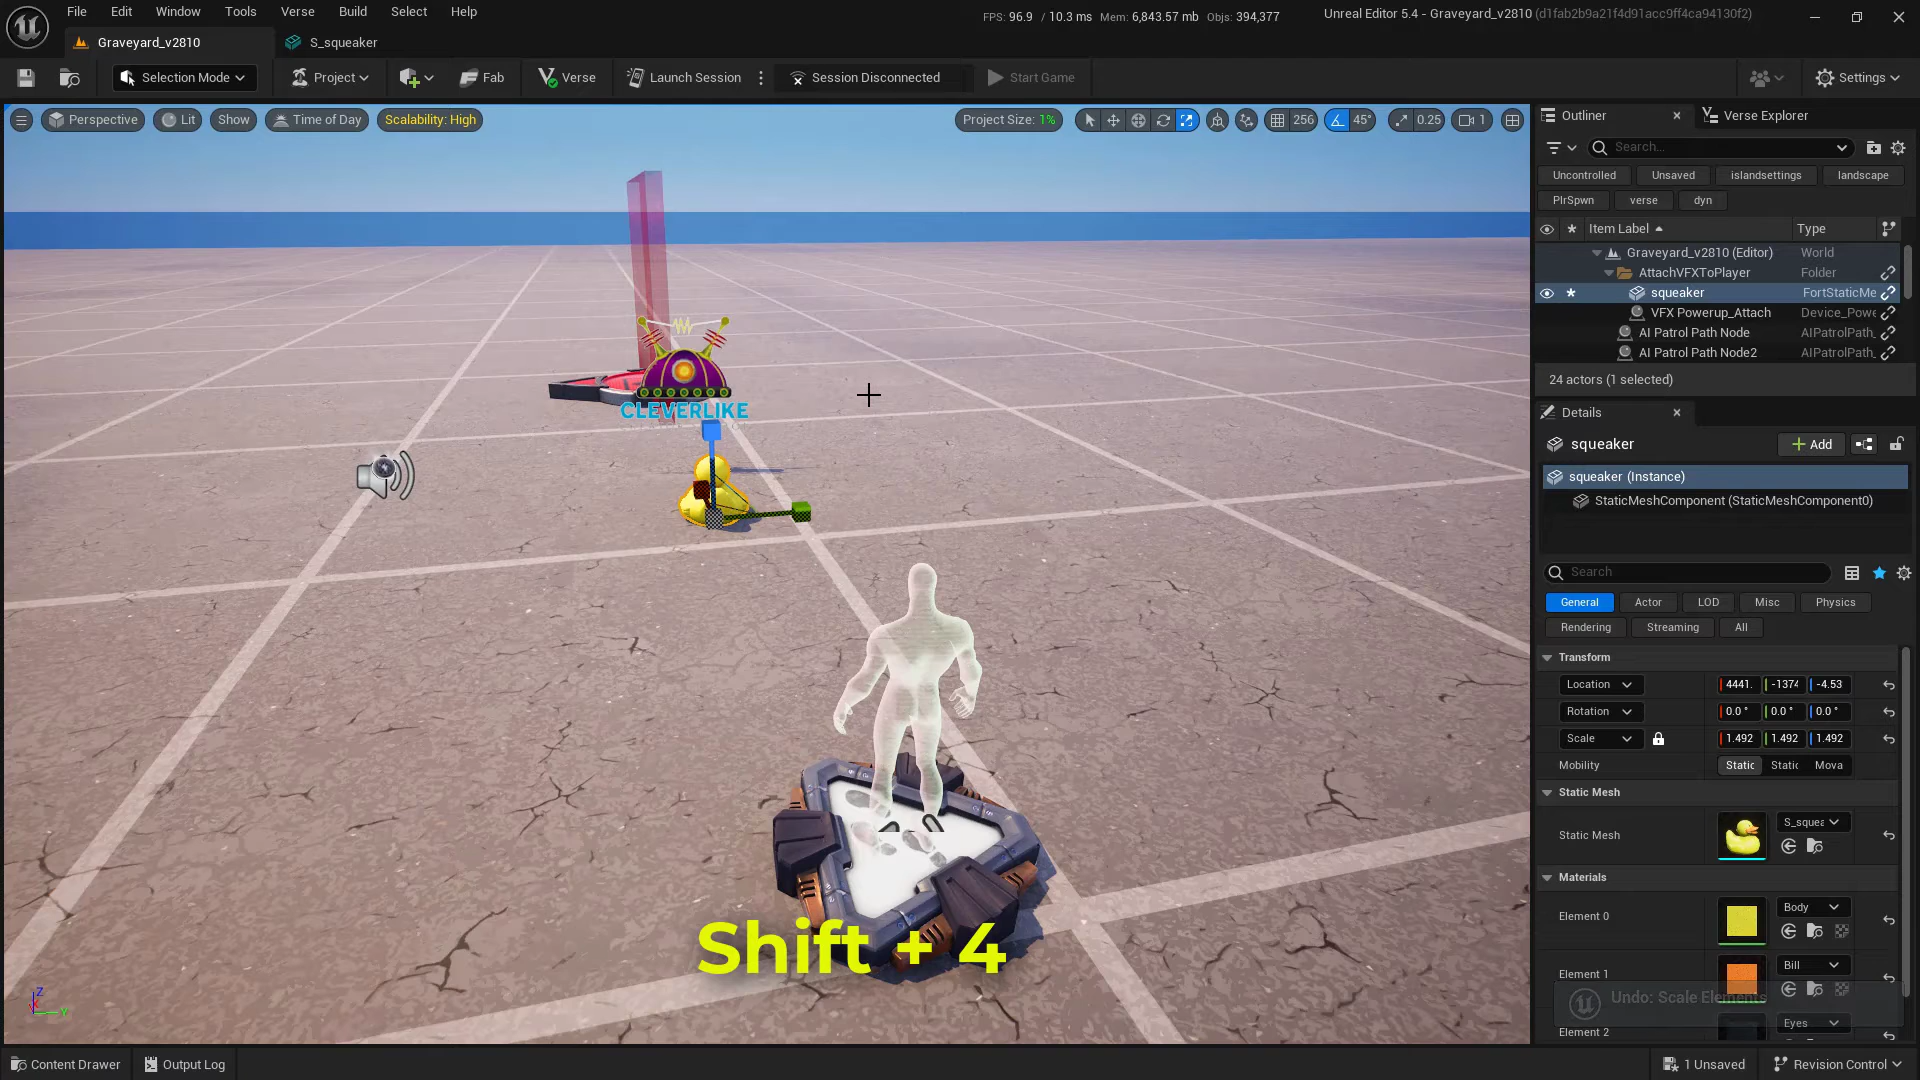 File Edit Window Tools Verse Build Select Help
FPS: 96.9 / 10.3 ms Mem: 6,843.57 mb Objs: 394,377
Unreal Editor 5.4 - Graveyard_v2810 (d1fab2b9a21f4d91acc9ff4ca94130f2)
Graveyard_v2810
S_squeaker
Selection Mode
Project
Fab
Verse
Launch Session
Session Disconnected
Start Game
Settings
Perspective
Lit
Show
Time of Day
Scalability: High
Project Size: 1%
256
45°
0.25
1
CLEVERLIKE
Shift + 4
Z
Y
Outliner
Verse Explorer
Search...
Uncontrolled Unsaved islandsettings landscape
PlrSpwn verse dyn
Item Label Type
Graveyard_v2810 (Editor) World
AttachVFXToPlayer Folder
squeaker FortStaticMe
VFX Powerup_Attach Device_Powe
AI Patrol Path Node AIPatrolPath_
AI Patrol Path Node2 AIPatrolPath_
24 actors (1 selected)
Details
squeaker
Add
squeaker (Instance)
StaticMeshComponent (StaticMeshComponent0)
Search
General Actor LOD Misc Physics
Rendering Streaming All
Transform
Location 4441. -1374 -4.53
Rotation 0.0 ° 0.0 ° 0.0 °
Scale 1.492 1.492 1.492
Mobility Static Static Mova
Static Mesh
Static Mesh S_squea
Materials
Element 0 Body
Element 1 Bill
Undo: Scale Elements
Element 2 Eyes
Content Drawer
Output Log
1 Unsaved
Revision Control